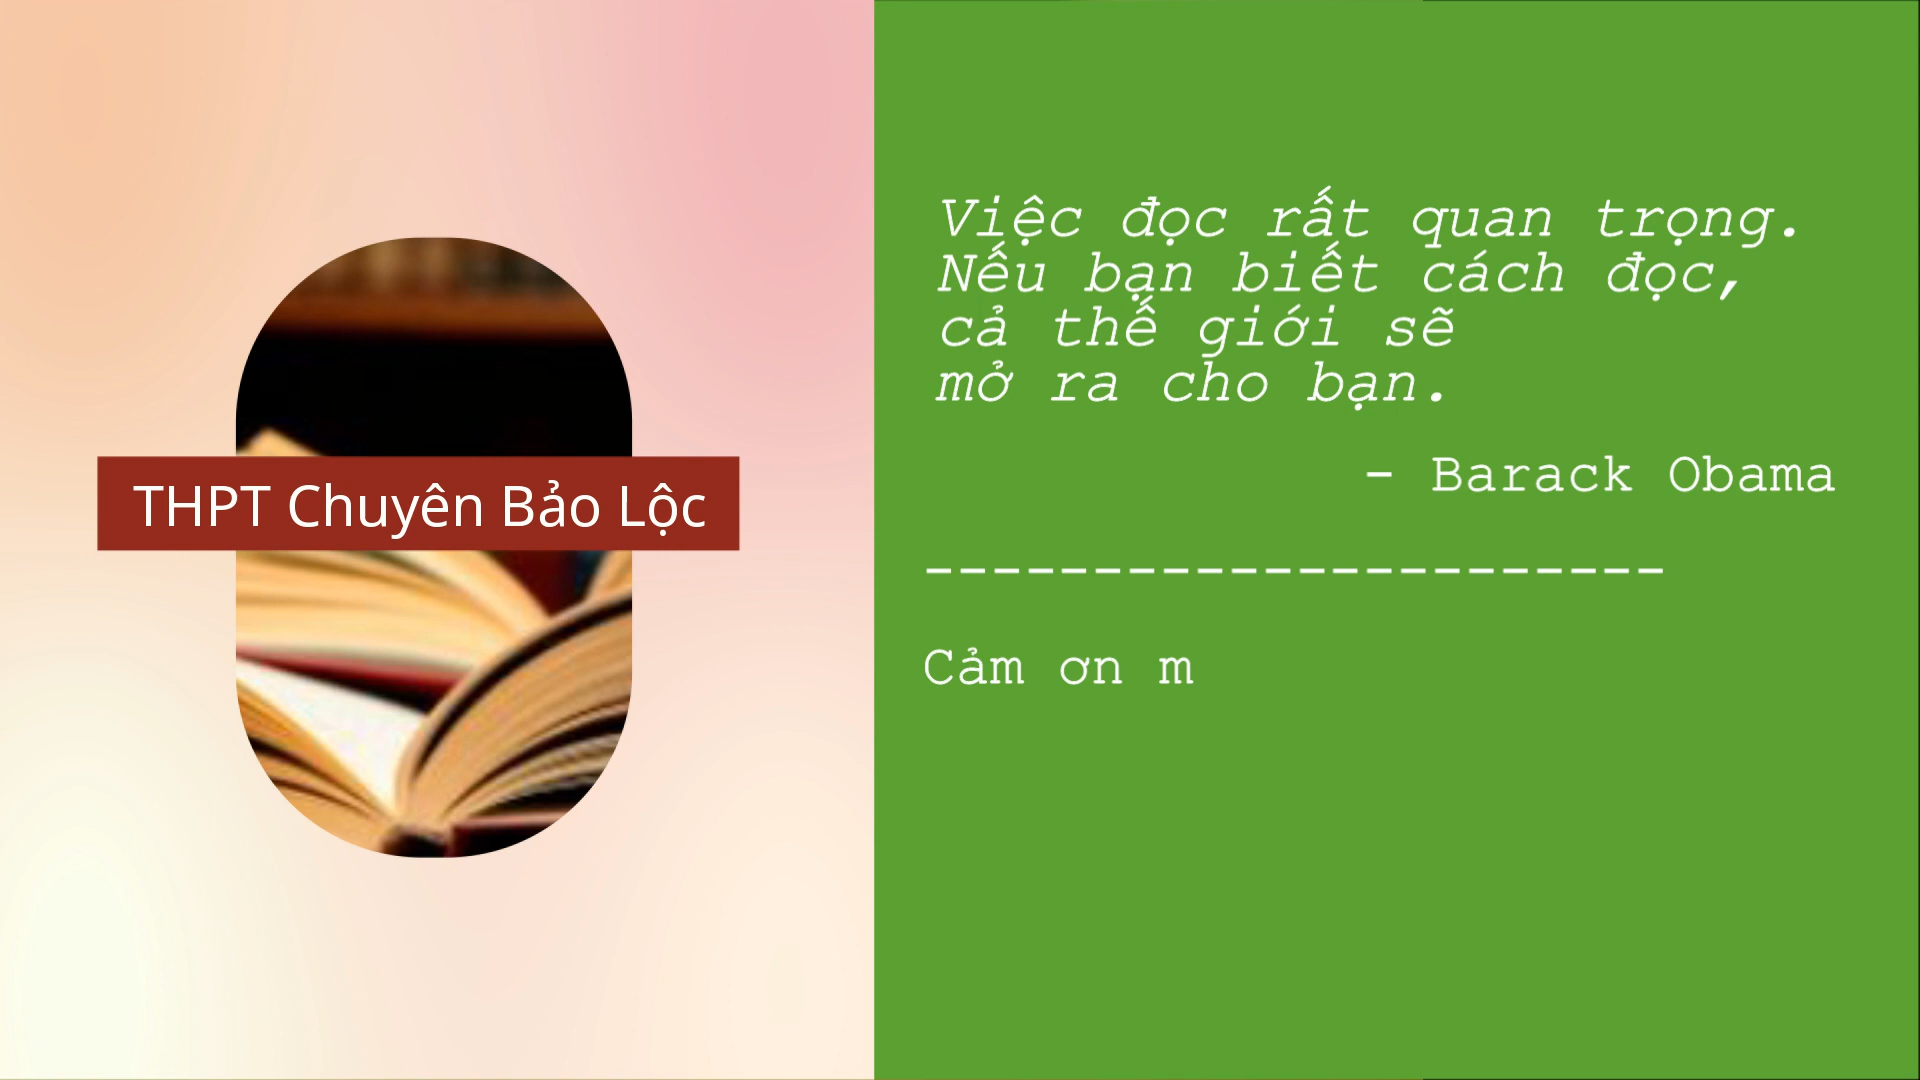 THPT Chuyên Bảo Lộc
Việc đọc rất quan trọng.
Nếu bạn biết cách đọc,
cả thế giới sẽ
mở ra cho bạn.
- Barack Obama
----------------------
Cảm ơn m